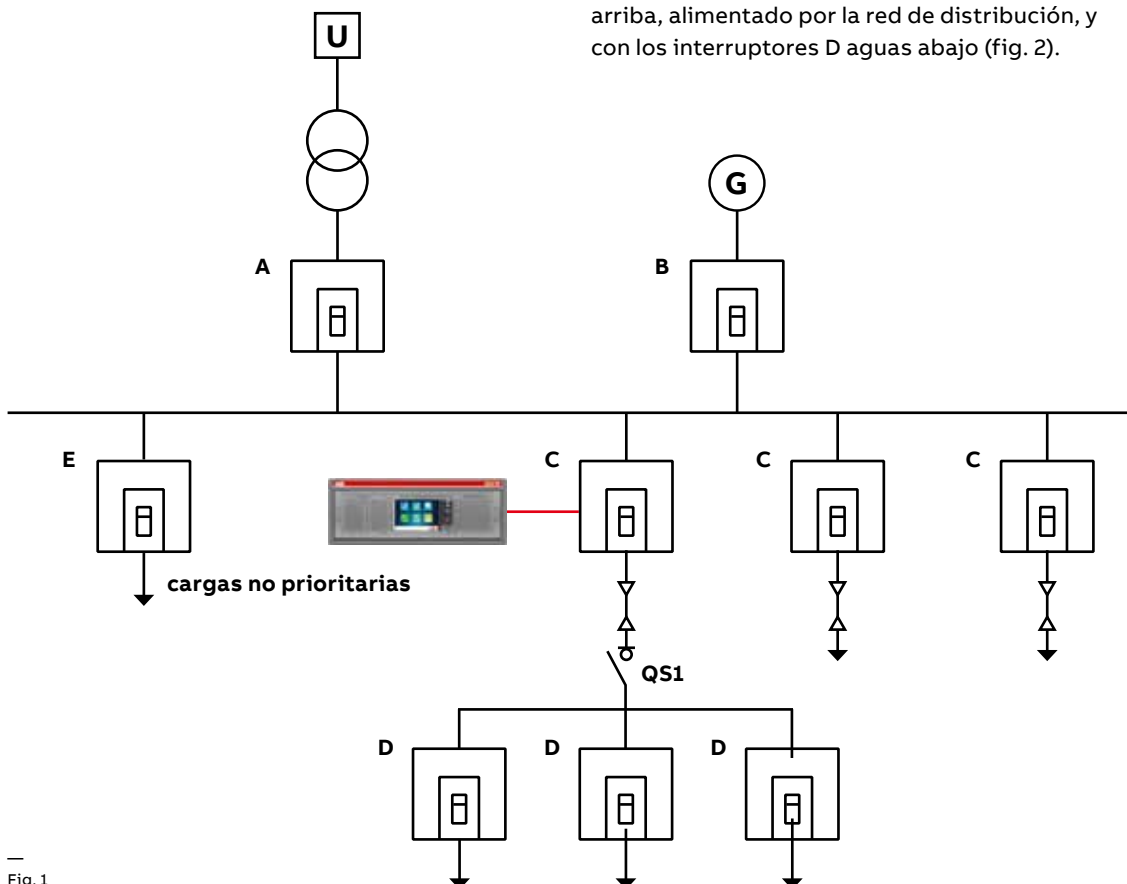 arriba, alimentado por la red de distribución, y
con los interruptores D aguas abajo (fig. 2).
U
G
A
B
E
C
C
C
cargas no prioritarias
QS1
D
D
D
—
Fig. 1